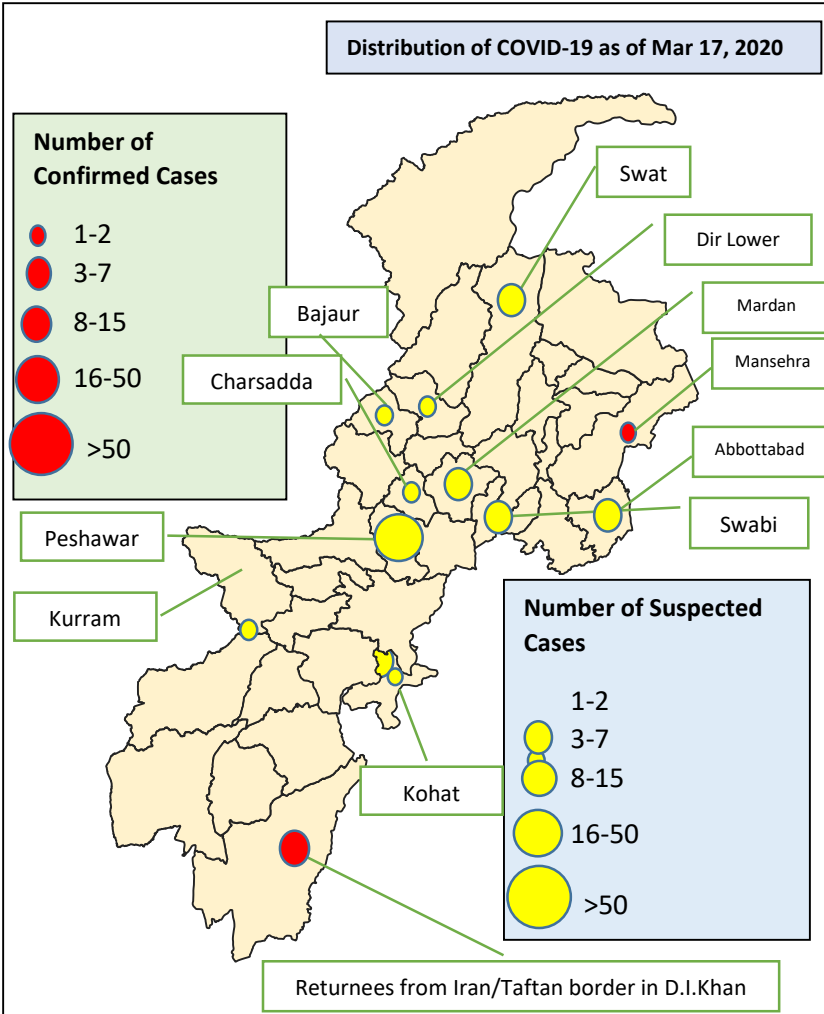 Distribution of COVID-19 as of Mar 17, 2020
Number of
Confirmed Cases
1-2
3-7
8-15
16-50
>50
Swat
Dir Lower
Bajaur
Mardan
Charsadda
Mansehra
Abbottabad
Peshawar
Swabi
Kurram
Number of Suspected
Cases
1-2
3-7
8-15
16-50
>50
Kohat
Returnees from Iran/Taftan border in D.I.Khan